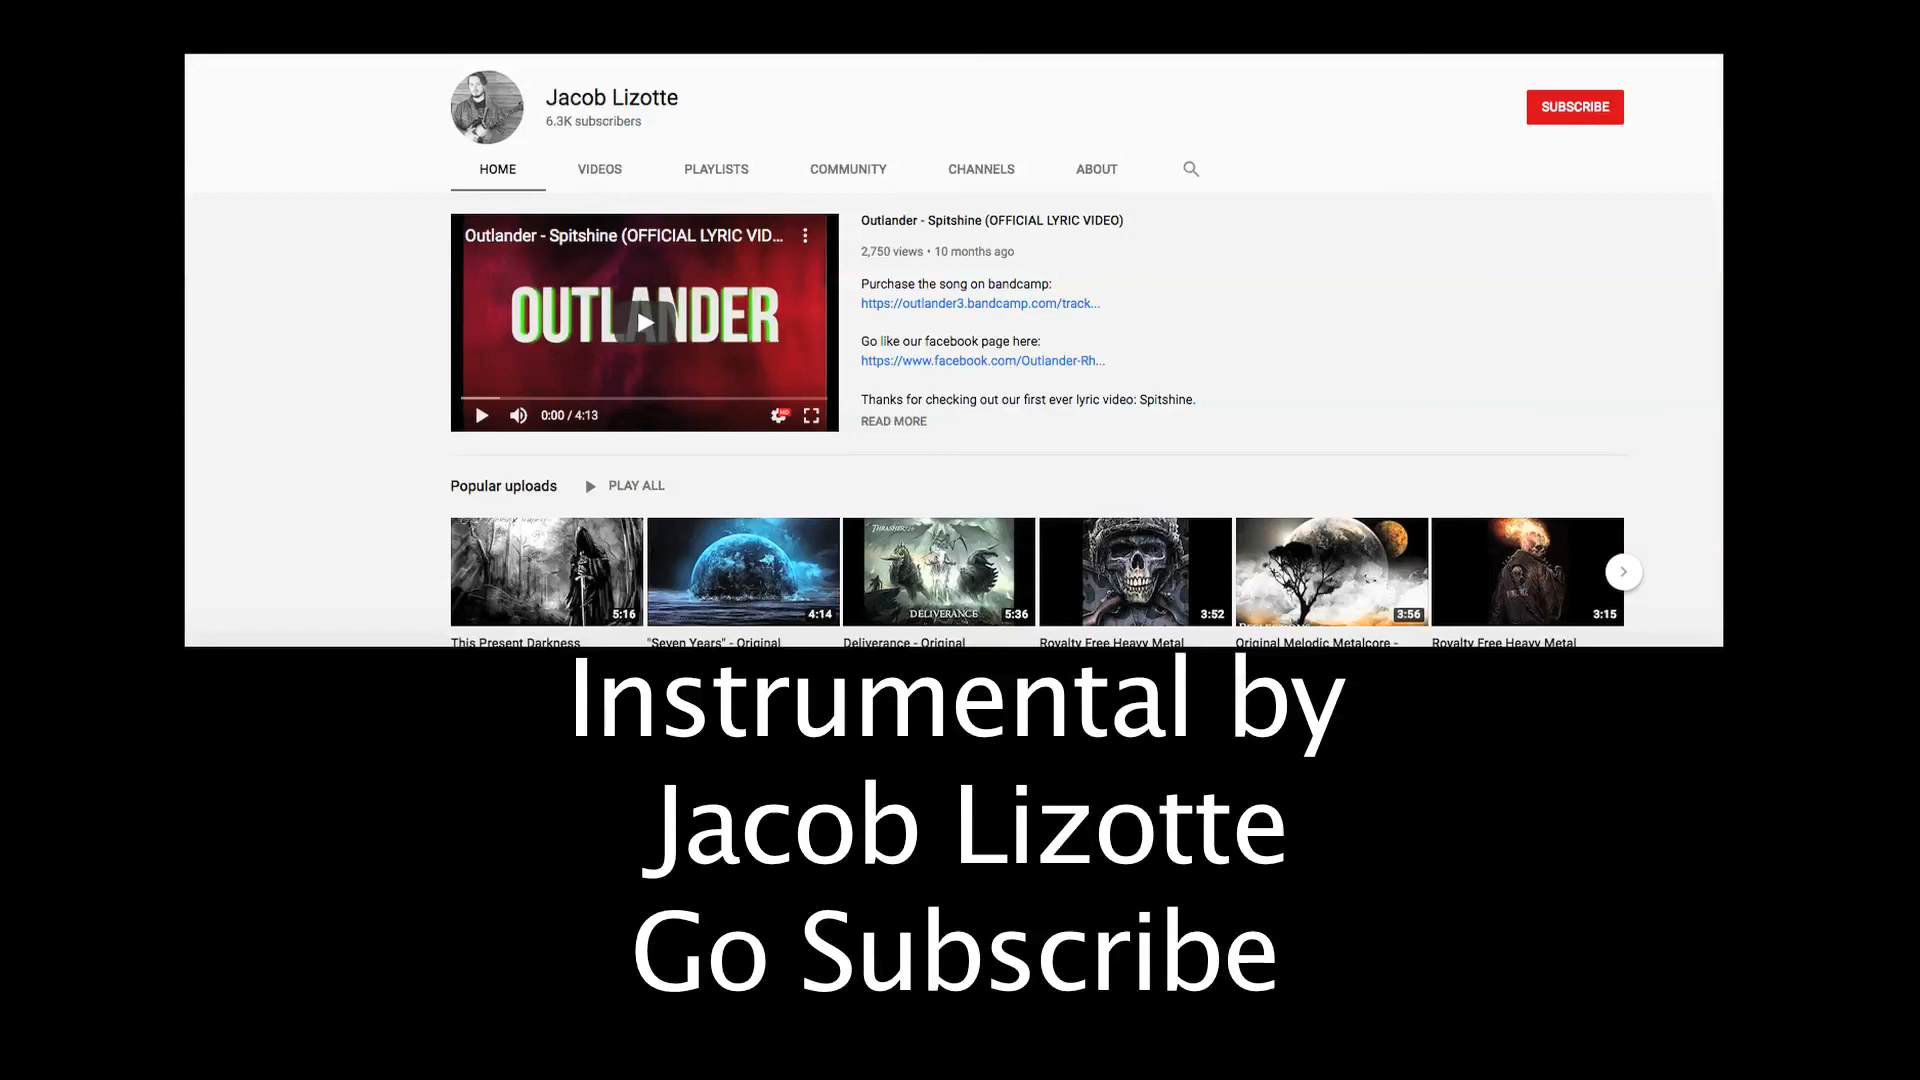 Jacob Lizotte
6.3K subscribers
SUBSCRIBE
HOME VIDEOS PLAYLISTS COMMUNITY CHANNELS ABOUT
Outlander - Spitshine (OFFICIAL LYRIC VID...
OUTLANDER
0:00 / 4:13
HD
Outlander - Spitshine (OFFICIAL LYRIC VIDEO)
2,750 views • 10 months ago
Purchase the song on bandcamp:
https://outlander3.bandcamp.com/track...
Go like our facebook page here:
https://www.facebook.com/Outlander-Rh...
Thanks for checking out our first ever lyric video: Spitshine.
READ MORE
Popular uploads PLAY ALL
THRASHER
DELIVERANCE
5:16 4:14 5:36 3:52 3:56 3:15
This Present Darkness "Seven Years" - Original Deliverance - Original Royalty Free Heavy Metal Original Melodic Metalcore - Royalty Free Heavy Metal
Instrumental by
Jacob Lizotte
Go Subscribe